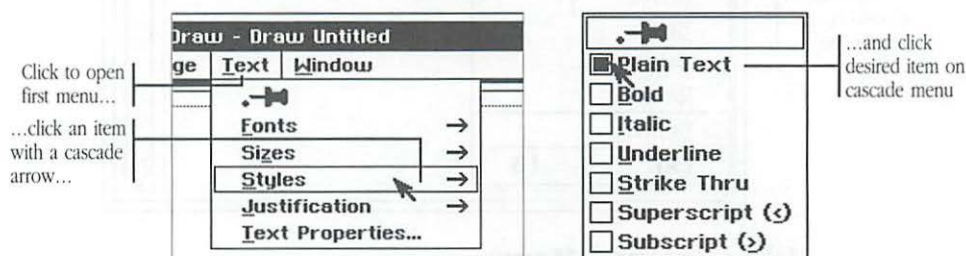 Click to open
first menu...
...click an item
with a cascade
arrow...
Draw - Draw Untitled
ge Text Window
Fonts →
Sizes →
Styles →
Justification →
Text Properties...
Plain Text
Bold
Italic
Underline
Strike Thru
Superscript (<)
Subscript (>)
...and click
desired item on
cascade menu